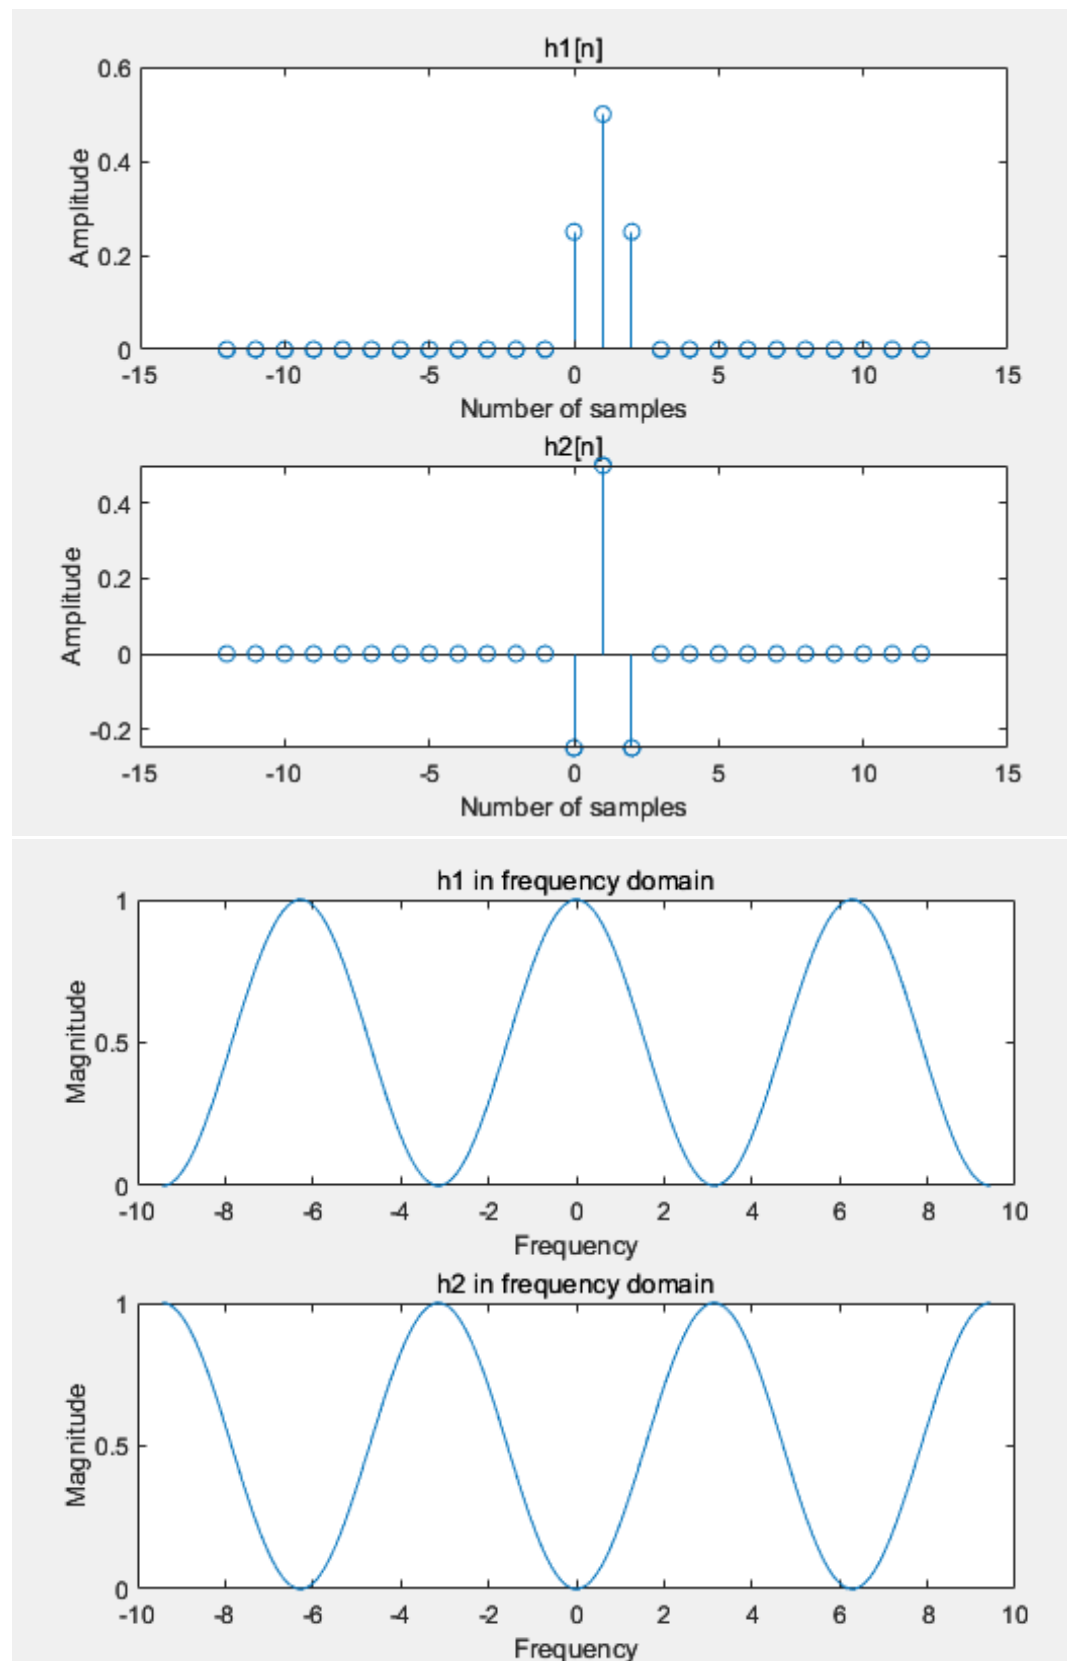 h1[n]
0.6
0.4
0.2
0
Amplitude
-15 -10 -5 0 5 10 15
Number of samples
h2[n]
0.4
0.2
0
-0.2
Amplitude
-15 -10 -5 0 5 10 15
Number of samples
h1 in frequency domain
1
0.5
0
Magnitude
-10 -8 -6 -4 -2 0 2 4 6 8 10
Frequency
h2 in frequency domain
1
0.5
0
Magnitude
-10 -8 -6 -4 -2 0 2 4 6 8 10
Frequency